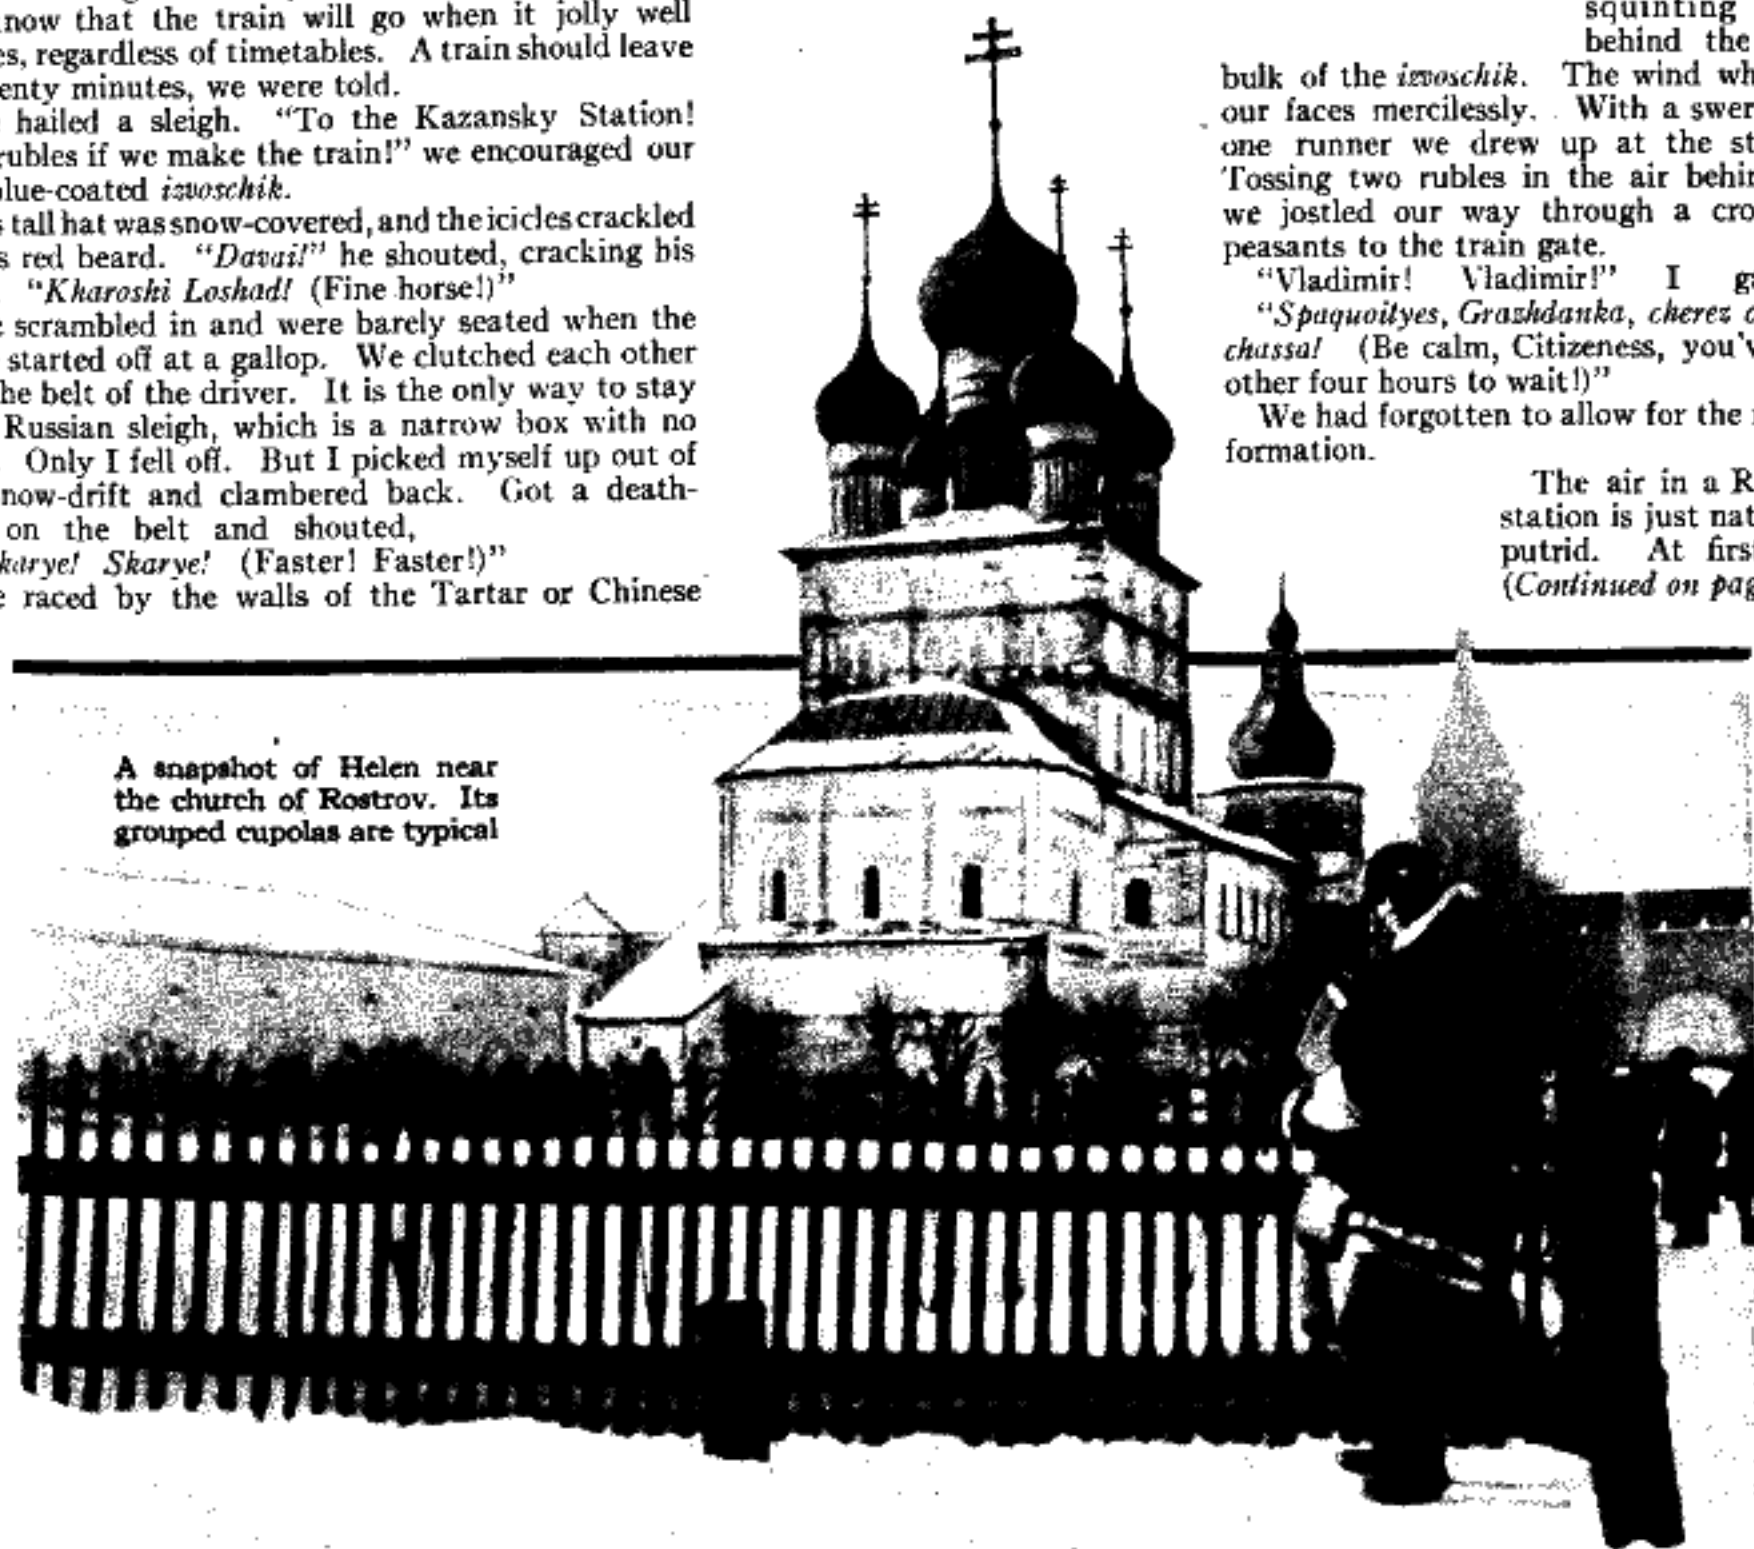 now that the train will go when it jolly well
es, regardless of timetables. A train should leave
enty minutes, we were told.
hailed a sleigh. "To the Kazansky Station!
rubles if we make the train!" we encouraged our
lue-coated izvoschik.
s tall hat was snow-covered, and the icicles crackled
s red beard. "Davai!" he shouted, cracking his
"Kharoshi Loshad! (Fine horse!)"
e scrambled in and were barely seated when the
started off at a gallop. We clutched each other
he belt of the driver. It is the only way to stay
Russian sleigh, which is a narrow box with no
Only I fell off. But I picked myself up out of
now-drift and clambered back. Got a death-
on the belt and shouted,
karye! Skarye! (Faster! Faster!)"
e raced by the walls of the Tartar or Chinese
squinting
behind the
bulk of the izvoschik. The wind wh
our faces mercilessly. With a swer
one runner we drew up at the st
Tossing two rubles in the air behin
we jostled our way through a cro
peasants to the train gate.
"Vladimir! Vladimir!" I ga
"Spaquoityes, Grazhdanka, cherez
chassa! (Be calm, Citizeness, you'v
other four hours to wait!)"
We had forgotten to allow for the
formation.
The air in a R
station is just nat
putrid. At firs
(Continued on pag
A snapshot of Helen near
the church of Rostrov. Its
grouped cupolas are typical